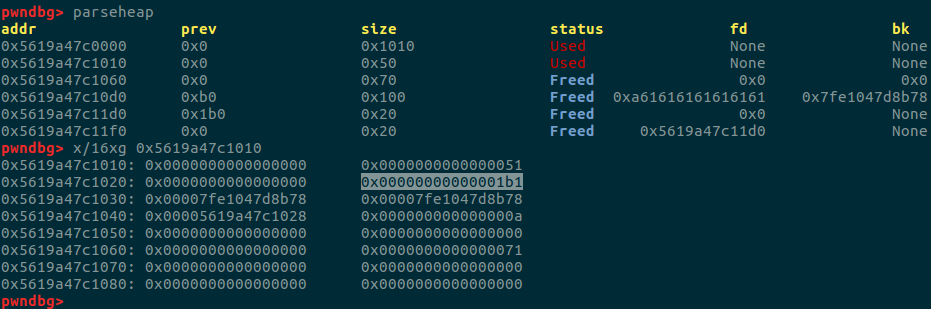 pwndbg> parseheap
addr prev size status fd bk
0x5619a47c0000 0x0 0x1010 Used None None
0x5619a47c1010 0x0 0x50 Used None None
0x5619a47c1060 0x0 0x70 Freed 0x0 0x0
0x5619a47c10d0 0xb0 0x100 Freed 0xa61616161616161 0x7fe1047d8b78
0x5619a47c11d0 0x1b0 0x20 Freed 0x0 None
0x5619a47c11f0 0x0 0x20 Freed 0x5619a47c11d0 None
pwndbg> x/16xg 0x5619a47c1010
0x5619a47c1010: 0x0000000000000000 0x0000000000000051
0x5619a47c1020: 0x0000000000000000 0x00000000000001b1
0x5619a47c1030: 0x00007fe1047d8b78 0x00007fe1047d8b78
0x5619a47c1040: 0x00005619a47c1028 0x000000000000000a
0x5619a47c1050: 0x0000000000000000 0x0000000000000000
0x5619a47c1060: 0x0000000000000000 0x0000000000000071
0x5619a47c1070: 0x0000000000000000 0x0000000000000000
0x5619a47c1080: 0x0000000000000000 0x0000000000000000
pwndbg>